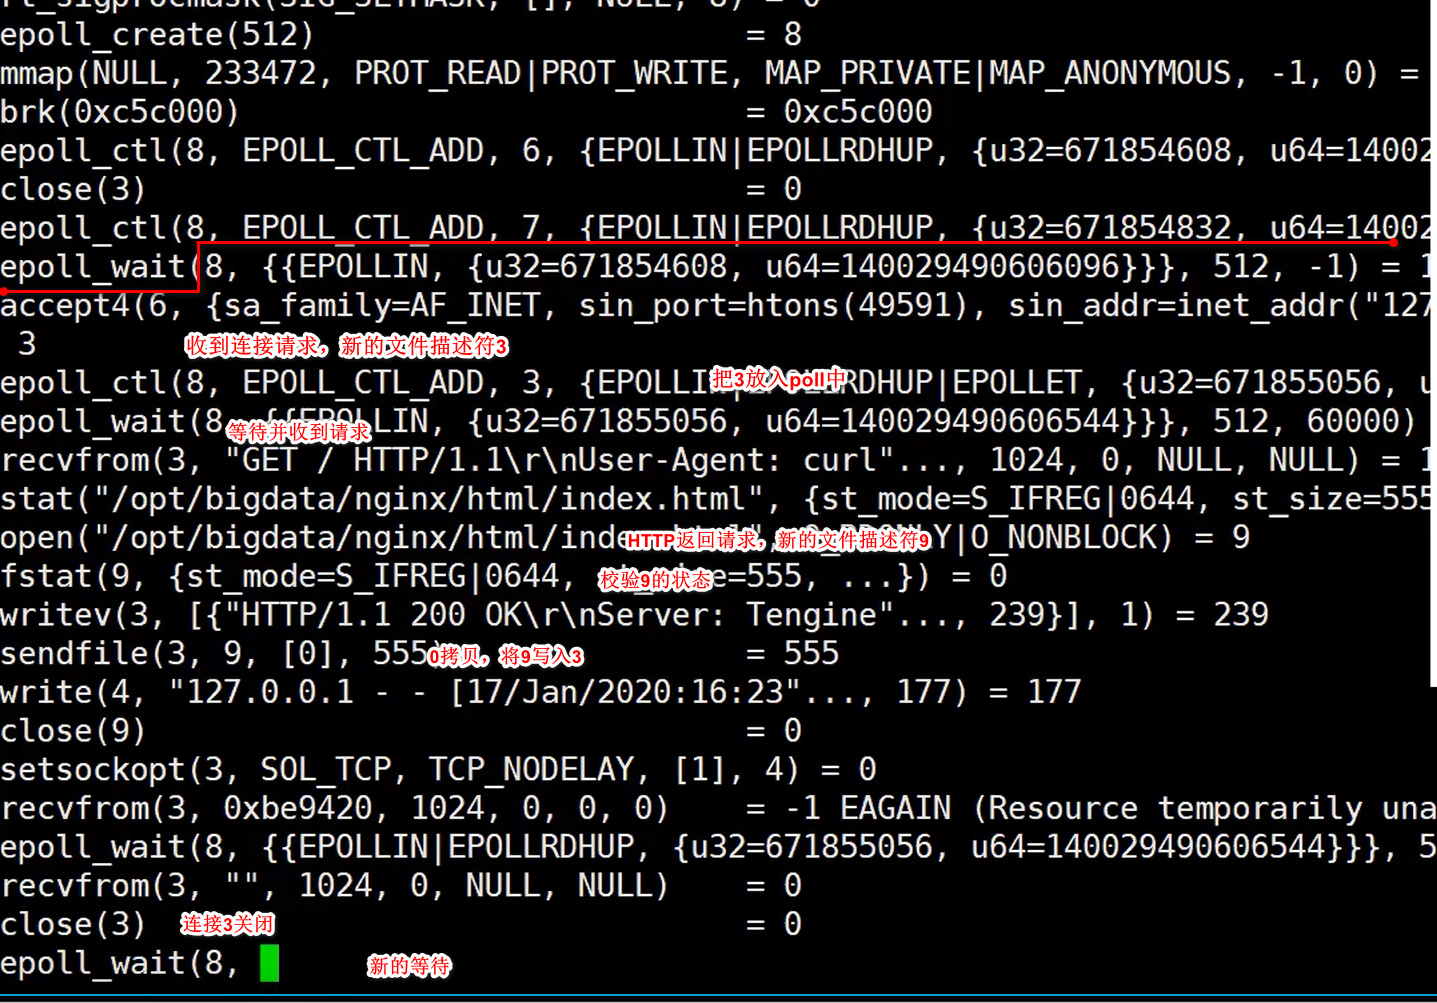 rt_sigprocmask(SIG_SETMASK, [], NULL, 8) = 0
epoll_create(512) = 8
mmap(NULL, 233472, PROT_READ|PROT_WRITE, MAP_PRIVATE|MAP_ANONYMOUS, -1, 0) =
brk(0xc5c000) = 0xc5c000
epoll_ctl(8, EPOLL_CTL_ADD, 6, {EPOLLIN|EPOLLRDHUP, {u32=671854608, u64=14002
close(3) = 0
epoll_ctl(8, EPOLL_CTL_ADD, 7, {EPOLLIN|EPOLLRDHUP, {u32=671854832, u64=14002
epoll_wait(8, {{EPOLLIN, {u32=671854608, u64=140029490606096}}}, 512, -1) = 1
accept4(6, {sa_family=AF_INET, sin_port=htons(49591), sin_addr=inet_addr("127
3
收到连接请求，新的文件描述符3
把3放入poll中
epoll_ctl(8, EPOLL_CTL_ADD, 3, {EPOLLIN|EPOLLRDHUP|EPOLLET, {u32=671855056, u
epoll_wait(8, {{EPOLLIN, {u32=671855056, u64=140029490606544}}}, 512, 60000)
等待并收到请求
recvfrom(3, "GET / HTTP/1.1\r\nUser-Agent: curl"..., 1024, 0, NULL, NULL) = 1
stat("/opt/bigdata/nginx/html/index.html", {st_mode=S_IFREG|0644, st_size=555
open("/opt/bigdata/nginx/html/index.html", O_RDONLY|O_NONBLOCK) = 9
HTTP返回请求，新的文件描述符9
fstat(9, {st_mode=S_IFREG|0644, st_size=555, ...}) = 0
校验9的状态
writev(3, [{"HTTP/1.1 200 OK\r\nServer: Tengine"..., 239}], 1) = 239
sendfile(3, 9, [0], 555) = 555
0拷贝，将9写入3
write(4, "127.0.0.1 - - [17/Jan/2020:16:23"..., 177) = 177
close(9) = 0
setsockopt(3, SOL_TCP, TCP_NODELAY, [1], 4) = 0
recvfrom(3, 0xbe9420, 1024, 0, 0, 0) = -1 EAGAIN (Resource temporarily una
epoll_wait(8, {{EPOLLIN|EPOLLRDHUP, {u32=671855056, u64=140029490606544}}}, 5
recvfrom(3, "", 1024, 0, NULL, NULL) = 0
close(3) = 0
连接3关闭
epoll_wait(8,
新的等待